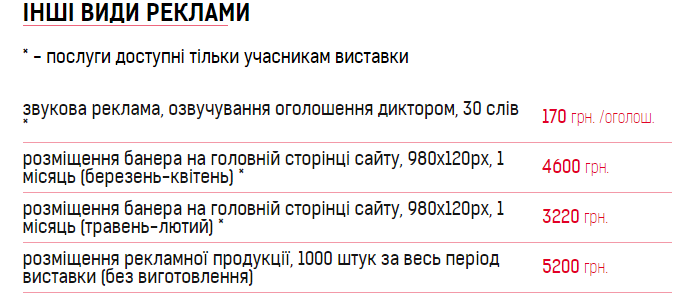 ІНШІ ВИДИ РЕКЛАМИ
* - послуги доступні тільки учасникам виставки
звукова реклама, озвучування оголошення диктором, 30 слів
*
170 грн. /оголош.
розміщення банера на головній сторінці сайту, 980x120px, 1
місяць (березень-квітень) *
4600 грн.
розміщення банера на головній сторінці сайту, 980x120px, 1
місяць (травень-лютий) *
3220 грн.
розміщення рекламної продукції, 1000 штук за весь період
виставки (без виготовлення)
5200 грн.